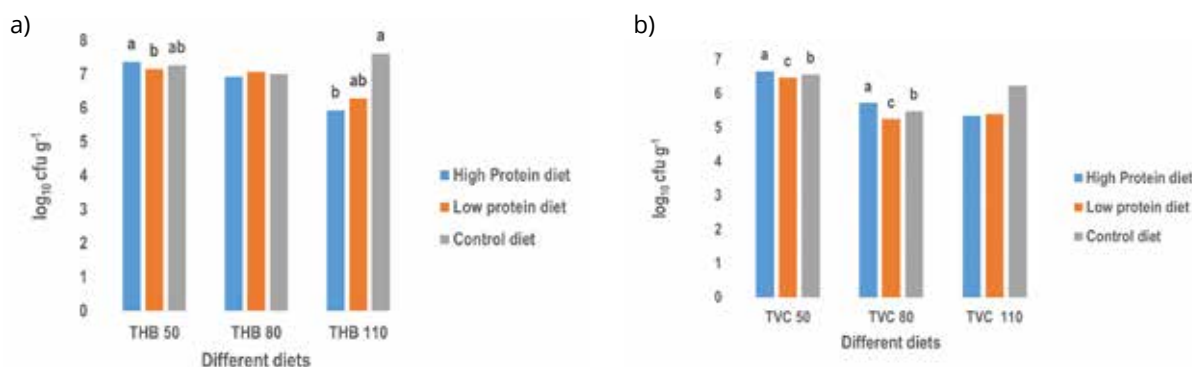 a)
8
7
6
5
4
3
2
1
0
log10 cfu g-1
a b ab
b ab a
THB 50 THB 80 THB 110
Different diets
High Protein diet
Low protein diet
Control diet
b)
7
6
5
4
3
2
1
0
log10 cfu g-1
a c b
a c b
TVC 50 TVC 80 TVC 110
Different diets
High Protein diet
Low protein diet
Control diet